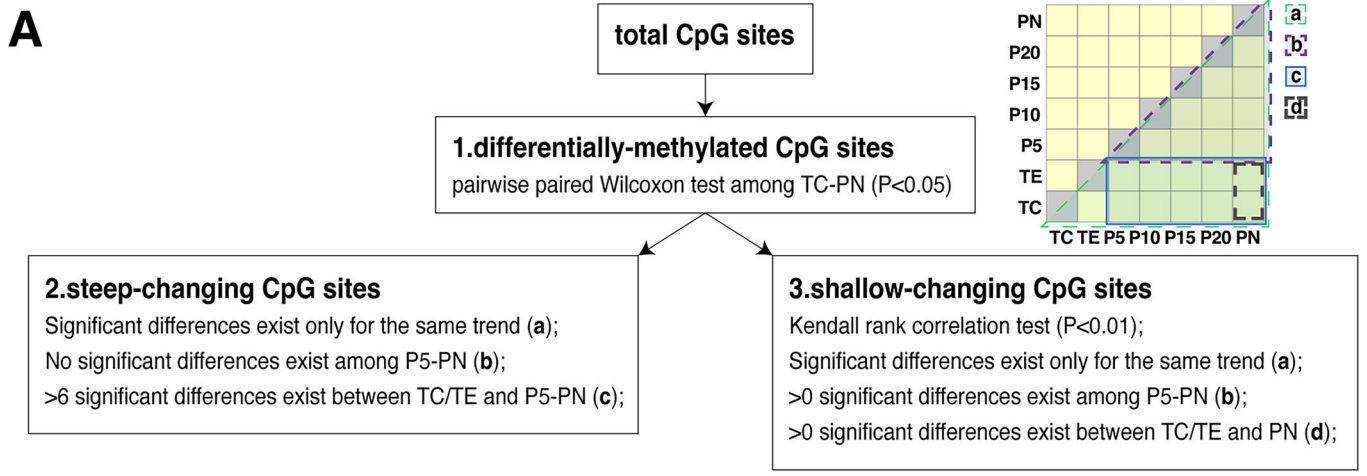 A
total CpG sites
1.differentially-methylated CpG sites
pairwise paired Wilcoxon test among TC-PN (P<0.05)
2.steep-changing CpG sites
Significant differences exist only for the same trend (a);
No significant differences exist among P5-PN (b);
>6 significant differences exist between TC/TE and P5-PN (c);
3.shallow-changing CpG sites
Kendall rank correlation test (P<0.01);
Significant differences exist only for the same trend (a);
>0 significant differences exist among P5-PN (b);
>0 significant differences exist between TC/TE and PN (d);
PN
P20
P15
P10
P5
TE
TC
TC TE P5 P10 P15 P20 PN
a
b
c
d